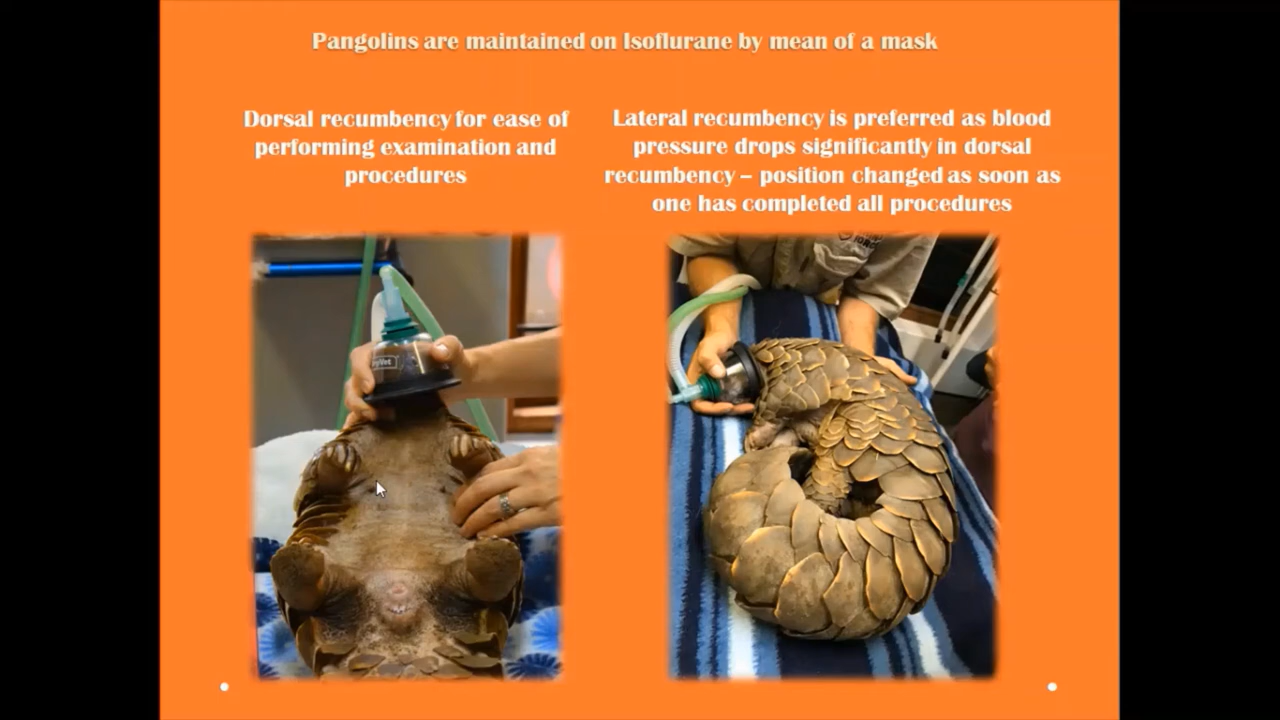 Pangolins are maintained on Isoflurane by mean of a mask
Dorsal recumbency for ease of
performing examination and
procedures
Lateral recumbency is preferred as blood
pressure drops significantly in dorsal
recumbency – position changed as soon as
one has completed all procedures